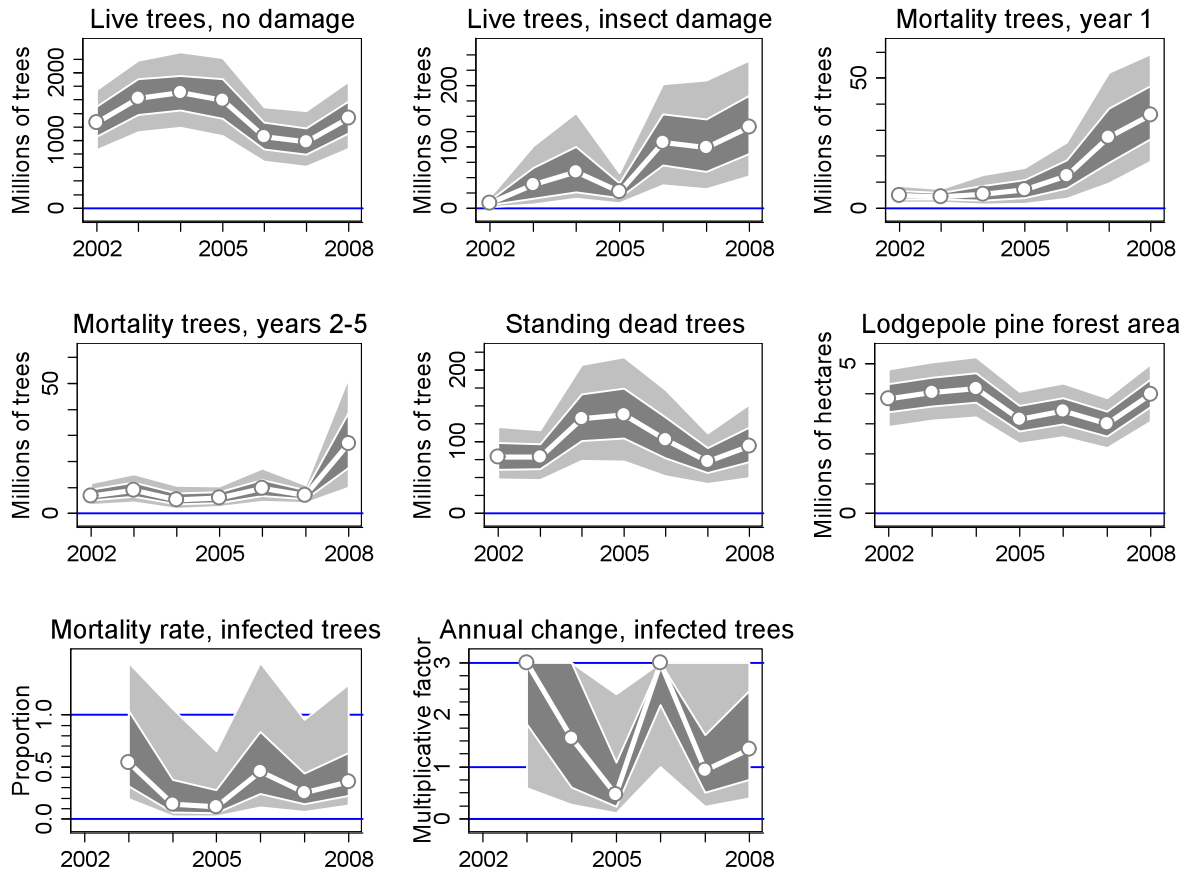 Live trees, no damage
Millions of trees
0 1000 2000
2002 2005 2008
Live trees, insect damage
Millions of trees
0 100 200
2002 2005 2008
Mortality trees, year 1
Millions of trees
0 50
2002 2005 2008
Mortality trees, years 2-5
Millions of trees
0 50
2002 2005 2008
Standing dead trees
Millions of trees
0 100 200
2002 2005 2008
Lodgepole pine forest area
Millions of hectares
0 5
2002 2005 2008
Mortality rate, infected trees
Proportion
0.0 0.5 1.0
2002 2005 2008
Annual change, infected trees
Multiplicative factor
0 1 2 3
2002 2005 2008